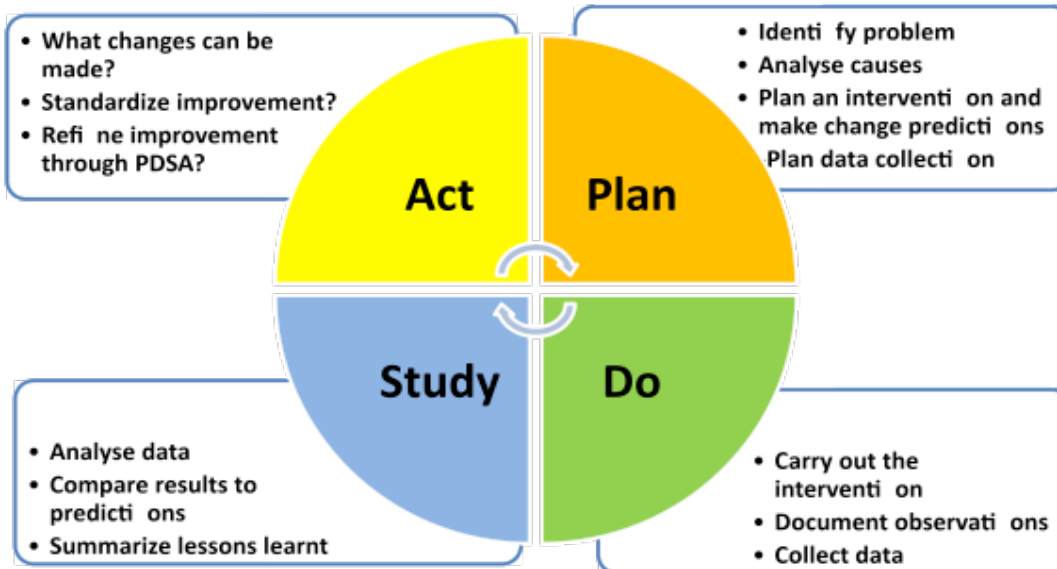 • What changes can be
made?
• Standardize improvement?
• Refi ne improvement
through PDSA?
• Identi fy problem
• Analyse causes
• Plan an interventi on and
make change predicti ons
•Plan data collecti on
Act
Plan
Study
Do
• Analyse data
• Compare results to
predicti ons
• Summarize lessons learnt
• Carry out the
interventi on
• Document observati ons
• Collect data